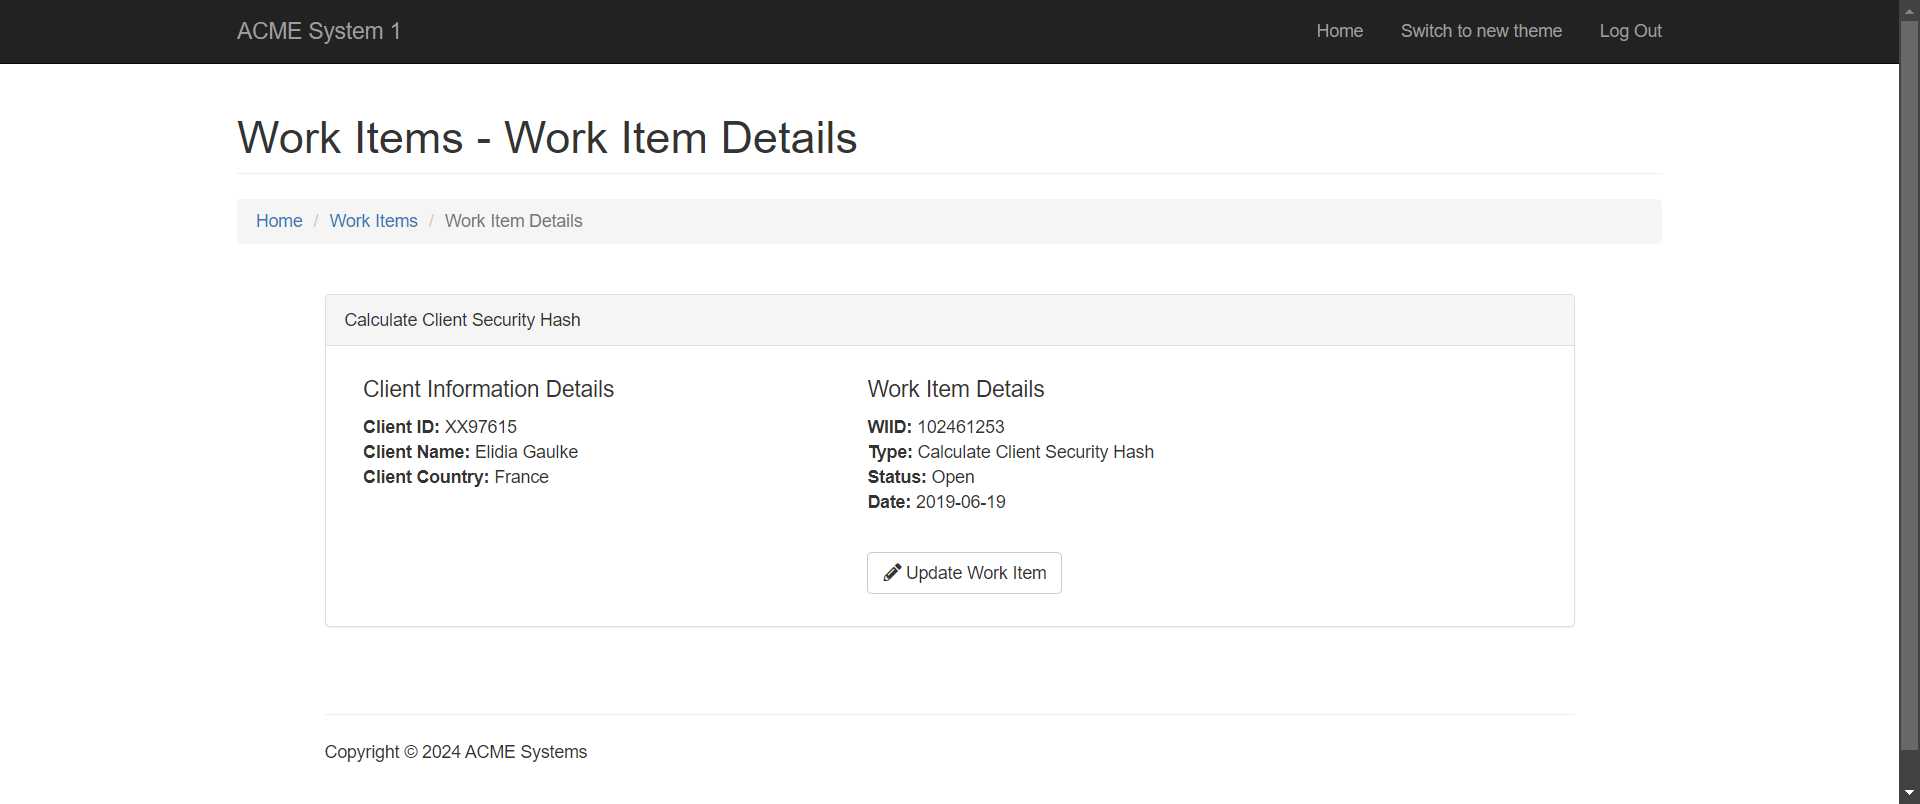 ACME System 1
Home
Switch to new theme
Log Out
Work Items - Work Item Details
Home / Work Items / Work Item Details
Calculate Client Security Hash
Client Information Details
Client ID: XX97615
Client Name: Elidia Gaulke
Client Country: France
Work Item Details
WIID: 102461253
Type: Calculate Client Security Hash
Status: Open
Date: 2019-06-19
Update Work Item
Copyright © 2024 ACME Systems